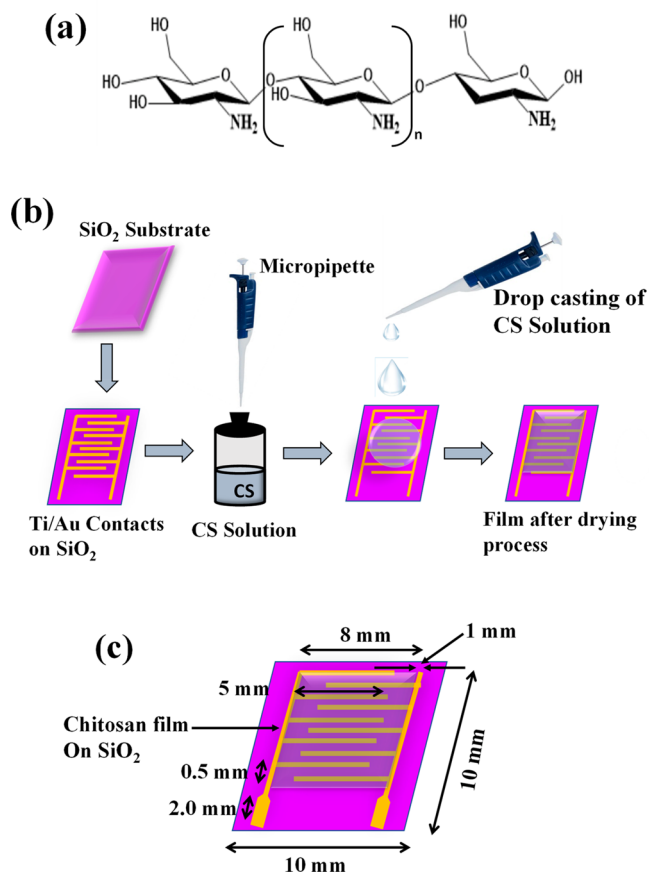 (a)
HO
HO
HO
HO
O
O
HO
O
O
HO
O
OH
NH₂
NH₂
n
NH₂
(b)
SiO₂ Substrate
Micropipette
Drop casting of
CS Solution
CS
Ti/Au Contacts
on SiO₂
CS Solution
Film after drying
process
(c)
8 mm
1 mm
5 mm
Chitosan film
On SiO₂
10 mm
0.5 mm
2.0 mm
10 mm